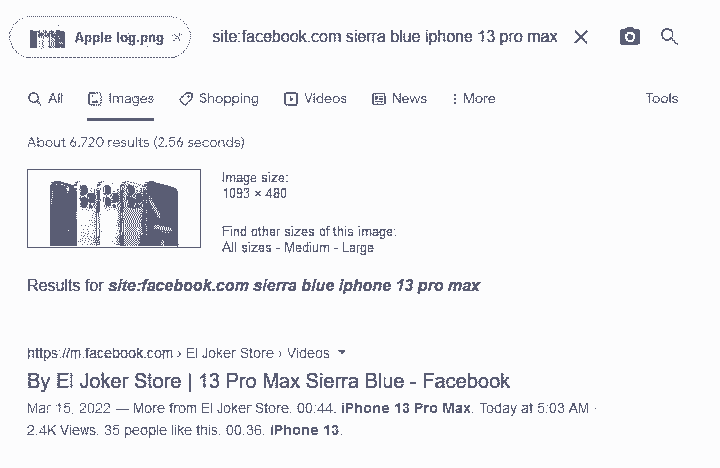 Apple log.png × site:facebook.com sierra blue iphone 13 pro max
All Images Shopping Videos News More Tools
About 6,720 results (2.56 seconds)
Image size:
1093 × 480
Find other sizes of this image:
All sizes - Medium - Large
Results for site:facebook.com sierra blue iphone 13 pro max
https://m.facebook.com › El Joker Store › Videos
By El Joker Store | 13 Pro Max Sierra Blue - Facebook
Mar 15, 2022 — More from El Joker Store. 00:44. iPhone 13 Pro Max. Today at 5:03 AM ·
2.4K Views. 35 people like this. 00:36. iPhone 13.